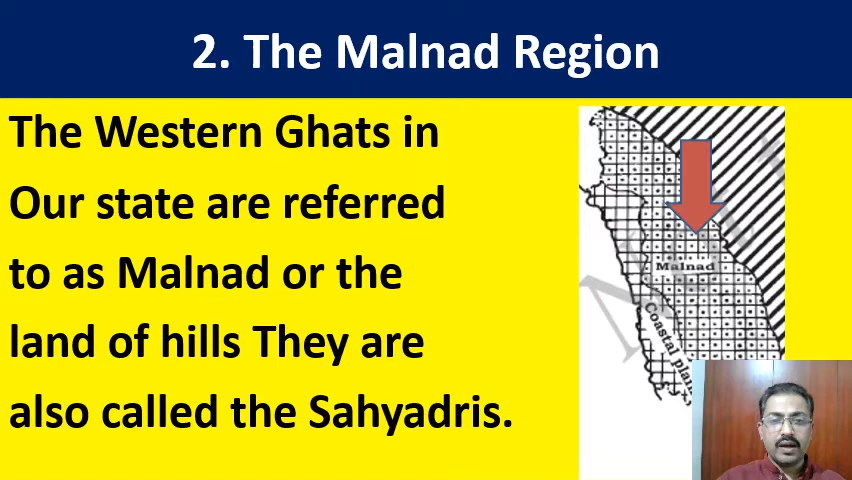 2. The Malnad Region
The Western Ghats in
Our state are referred
to as Malnad or the
land of hills They are
also called the Sahyadris.
Malnad
Coastal plai